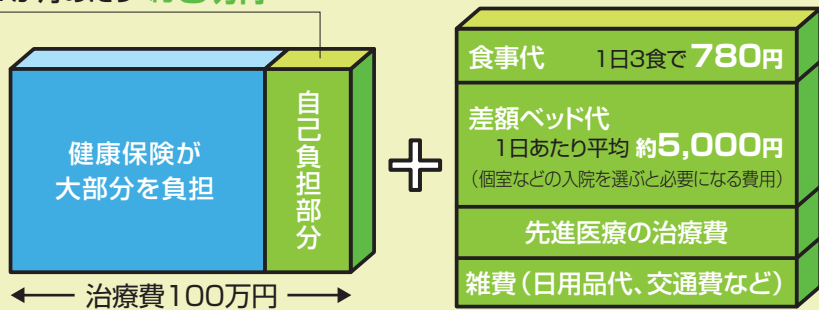 健康保険が
大部分を負担
自己負担部分
治療費100万円
食事代 1日3食で780円
差額ベッド代
1日あたり平均 約5,000円
（個室などの入院を選ぶと必要になる費用）
先進医療の治療費
雑費（日用品代、交通費など）